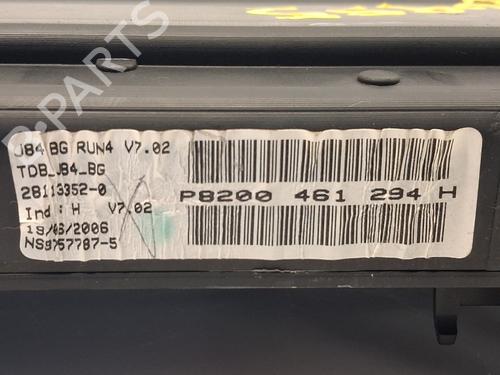 J84 BG RUN4 V7.02
TDB_J84_BG
28113352-0
Ind : H V7.02
19/06/2006
P8200 461 294 H
B-PARTS